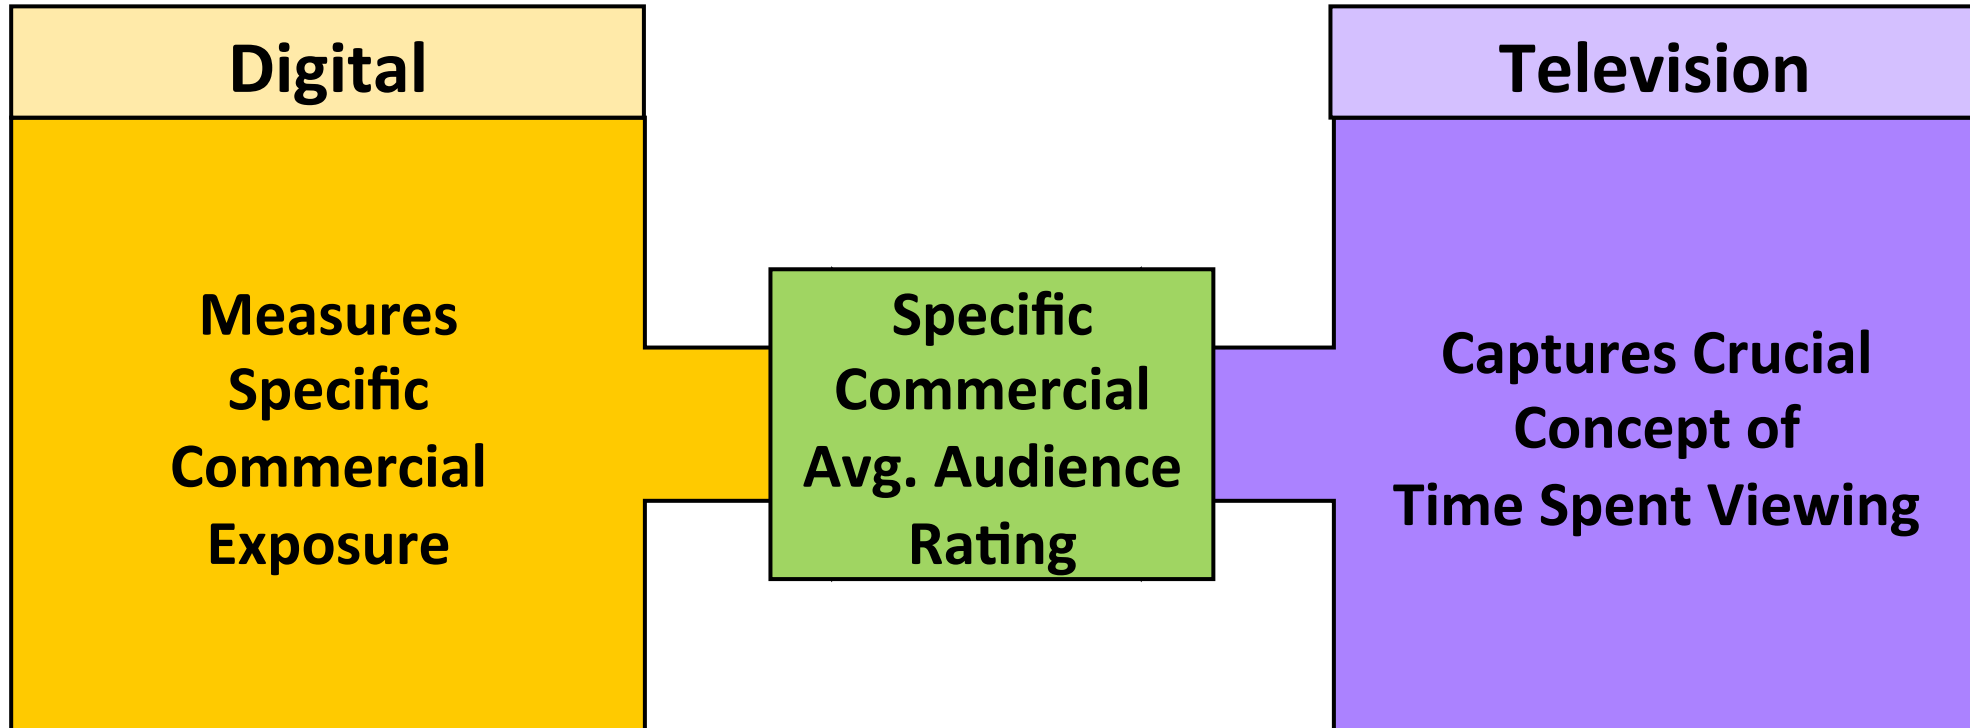 Digital
Measures
Specific
Commercial
Exposure
Specific
Commercial
Avg. Audience
Rating
Television
Captures Crucial
Concept of
Time Spent Viewing